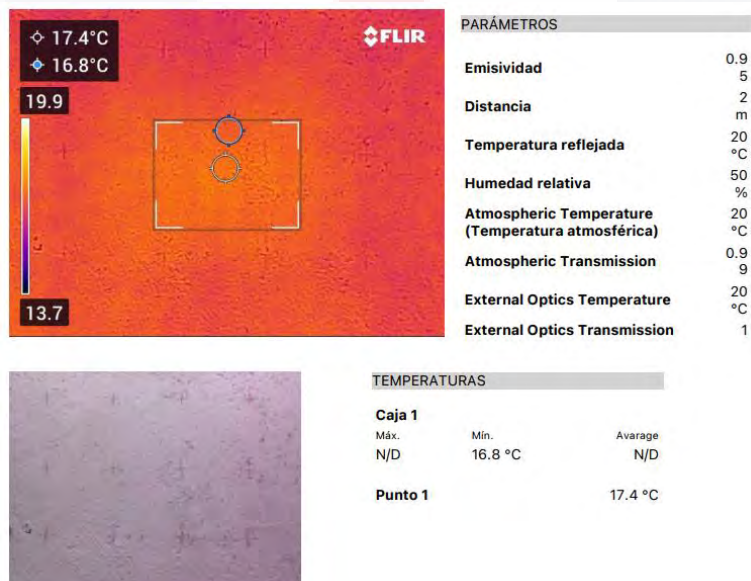 17.4°C
16.8°C
FLIR
19.9
13.7
PARÁMETROS
Emisividad 0.9
5
Distancia 2
m
Temperatura reflejada 20
°C
Humedad relativa 50
%
Atmospheric Temperature 20
(Temperatura atmosférica) °C
Atmospheric Transmission 0.9
9
External Optics Temperature 20
°C
External Optics Transmission 1
TEMPERATURAS
Caja 1
Máx. Mín. Avarage
N/D 16.8 °C N/D
Punto 1 17.4 °C